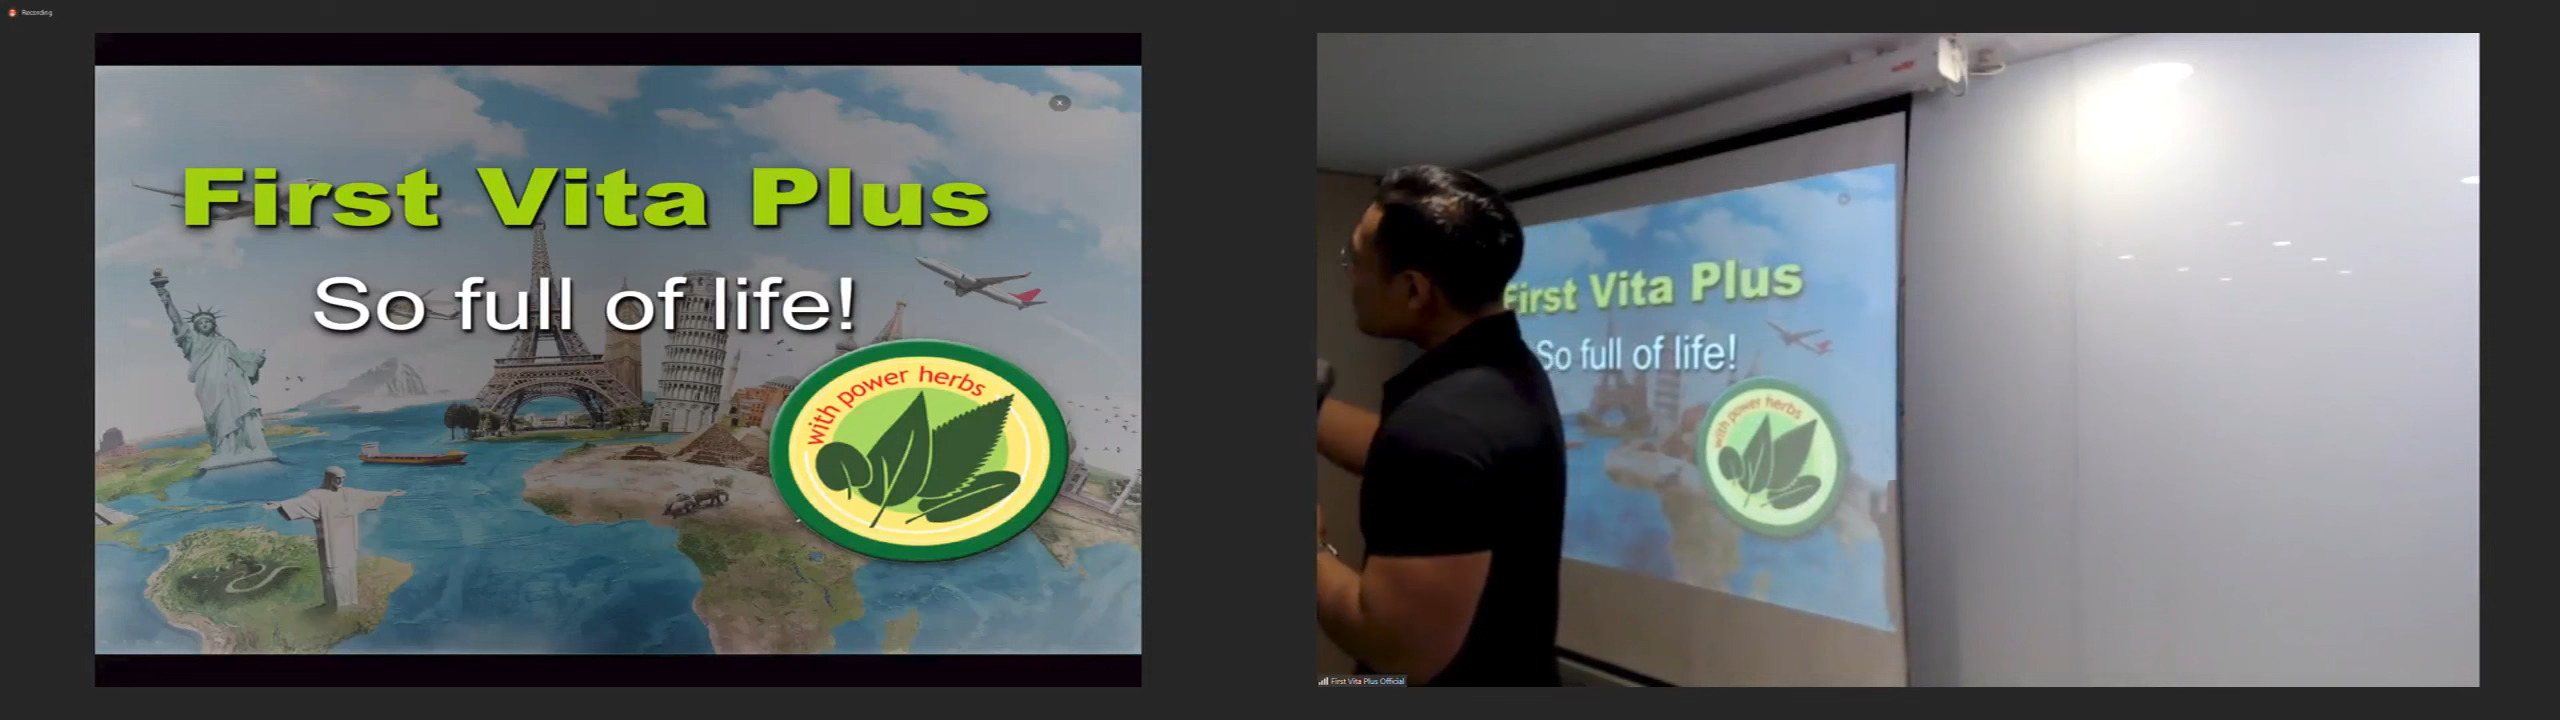 Recording
First Vita Plus
So full of life!
with power herbs
First Vita Plus
So full of life!
with power herbs
First Vita Plus Official